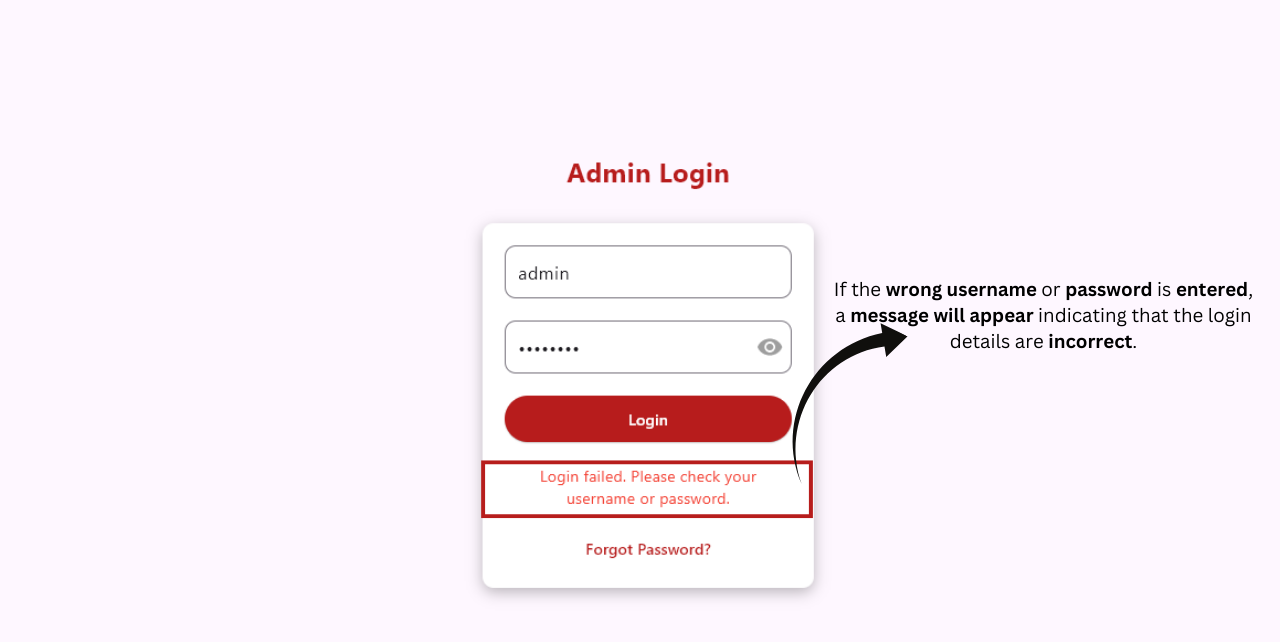 Admin Login
admin
••••••••
Login
Login failed. Please check your
username or password.
Forgot Password?
If the wrong username or password is entered,
a message will appear indicating that the login
details are incorrect.